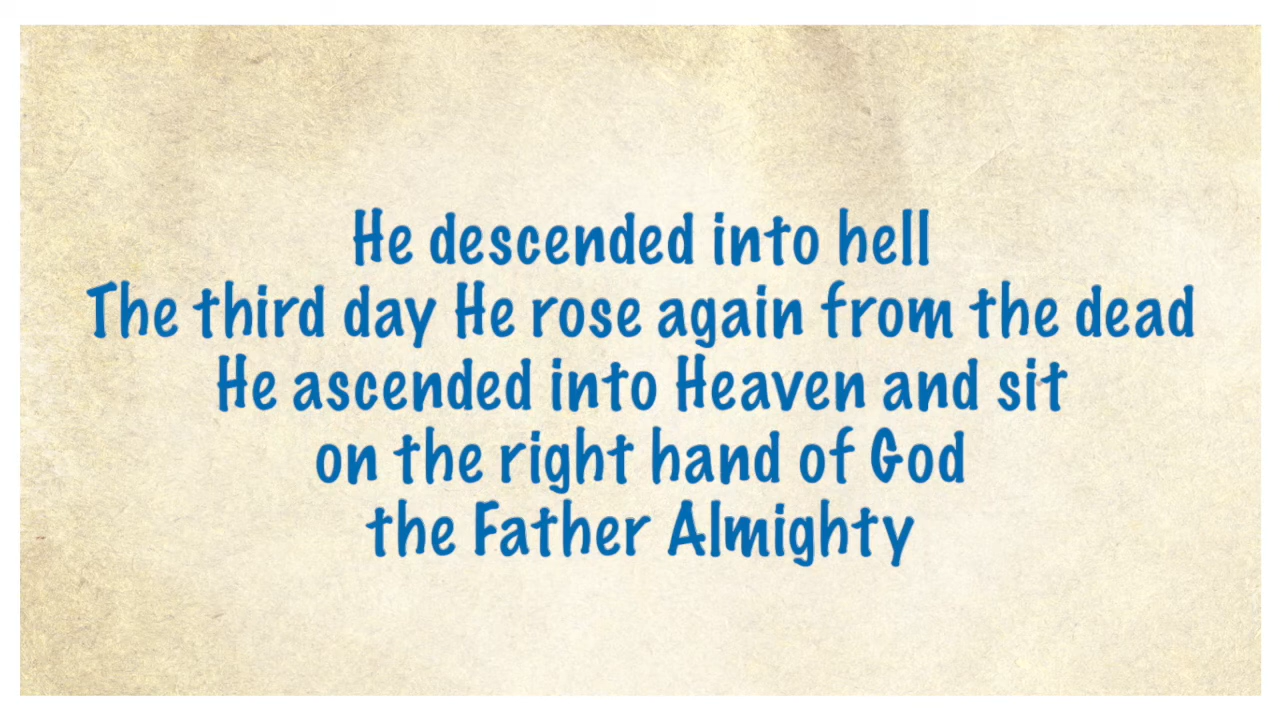 He descended into hell
The third day He rose again from the dead
He ascended into Heaven and sit
on the right hand of God
the Father Almighty